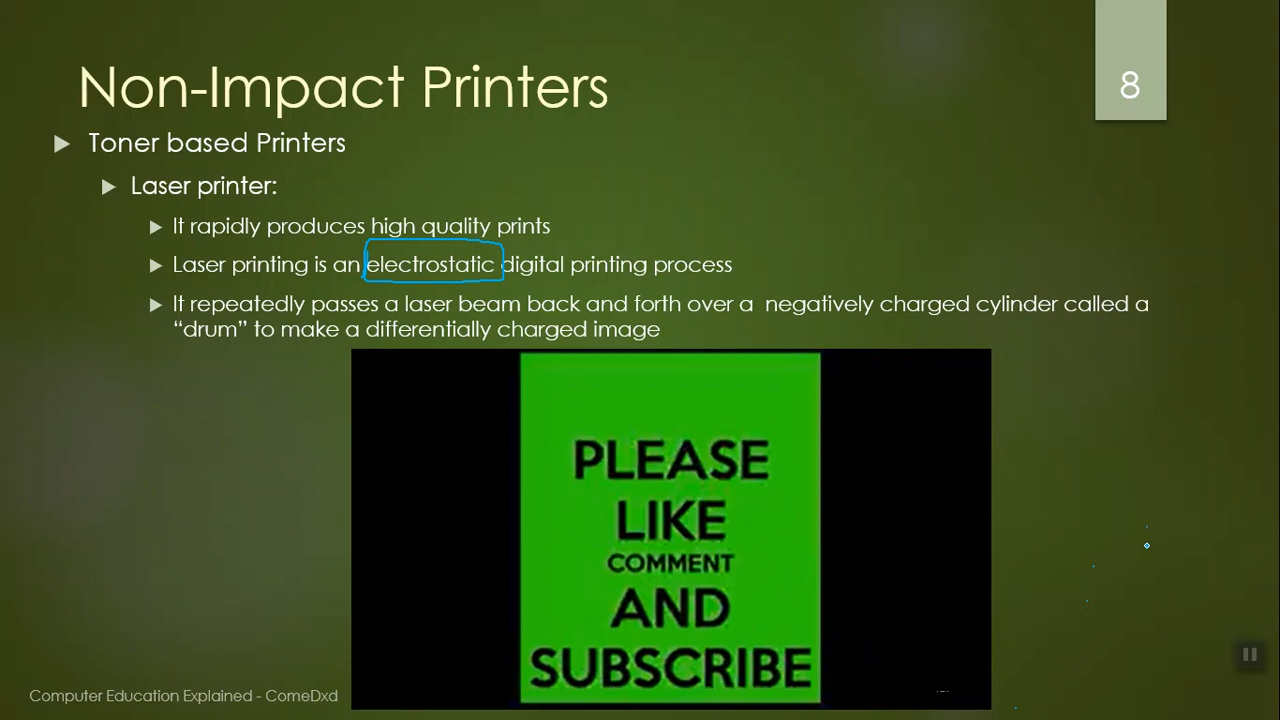 Non-Impact Printers
8
Toner based Printers
Laser printer:
It rapidly produces high quality prints
Laser printing is an electrostatic digital printing process
It repeatedly passes a laser beam back and forth over a negatively charged cylinder called a
“drum” to make a differentially charged image
PLEASE
LIKE
COMMENT
AND
SUBSCRIBE
Computer Education Explained - ComeDxd